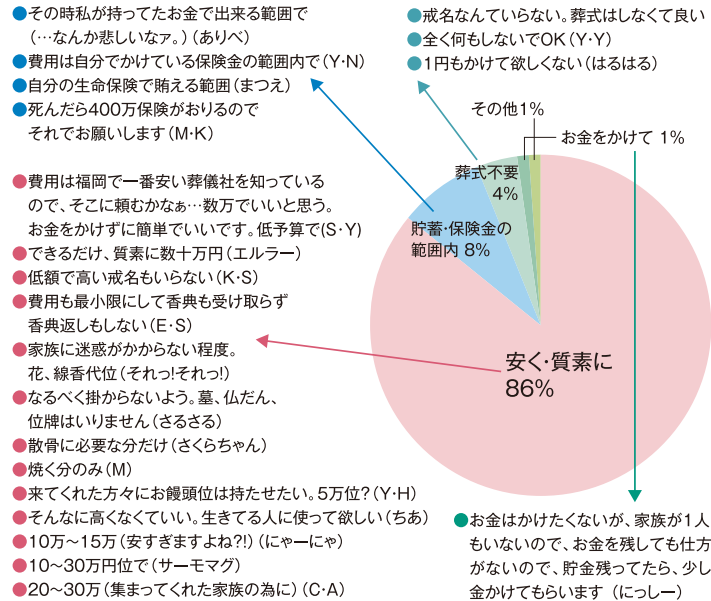 ●その時私が持ってたお金で出来る範囲で
(…なんか悲しいなァ。)(ありべ)
●費用は自分でかけている保険金の範囲内で(Y・N)
●自分の生命保険で賄える範囲(まつえ)
●死んだら400万保険がおりるので
それでお願いします(M・K)
●戒名なんていらない。葬式はしなくて良い
●全く何もしないでOK(Y・Y)
●1円もかけて欲しくない(はるはる)
その他1%
お金をかけて 1%
葬式不要
4%
貯蓄・保険金の
範囲内 8%
安く・質素に
86%
●費用は福岡で一番安い葬儀社を知っている
ので、そこに頼むかなぁ…数万でいいと思う。
お金をかけずに簡単でいいです。低予算で(S・Y)
●できるだけ、質素に数十万円(エルラー)
●低額で高い戒名もいらない(K・S)
●費用も最小限にして香典も受け取らず
香典返しもしない(E・S)
●家族に迷惑がかからない程度。
花、線香代位(それっ!それっ!)
●なるべく掛からないよう。墓、仏だん、
位牌はいりません(さるさる)
●散骨に必要な分だけ(さくらちゃん)
●焼く分のみ(M)
●来てくれた方々にお饅頭位は持たせたい。5万位?(Y・H)
●そんなに高くなくていい。生きてる人に使って欲しい(ちあ)
●10万〜15万(安すぎますよね?!)(にゃーにゃ)
●10〜30万円位で(サーモマグ)
●20〜30万(集まってくれた家族の為に)(C・A)
●お金はかけたくないが、家族が1人
もいないので、お金を残しても仕方
がないので、貯金残ってたら、少し
金かけてもらいます(にっしー)